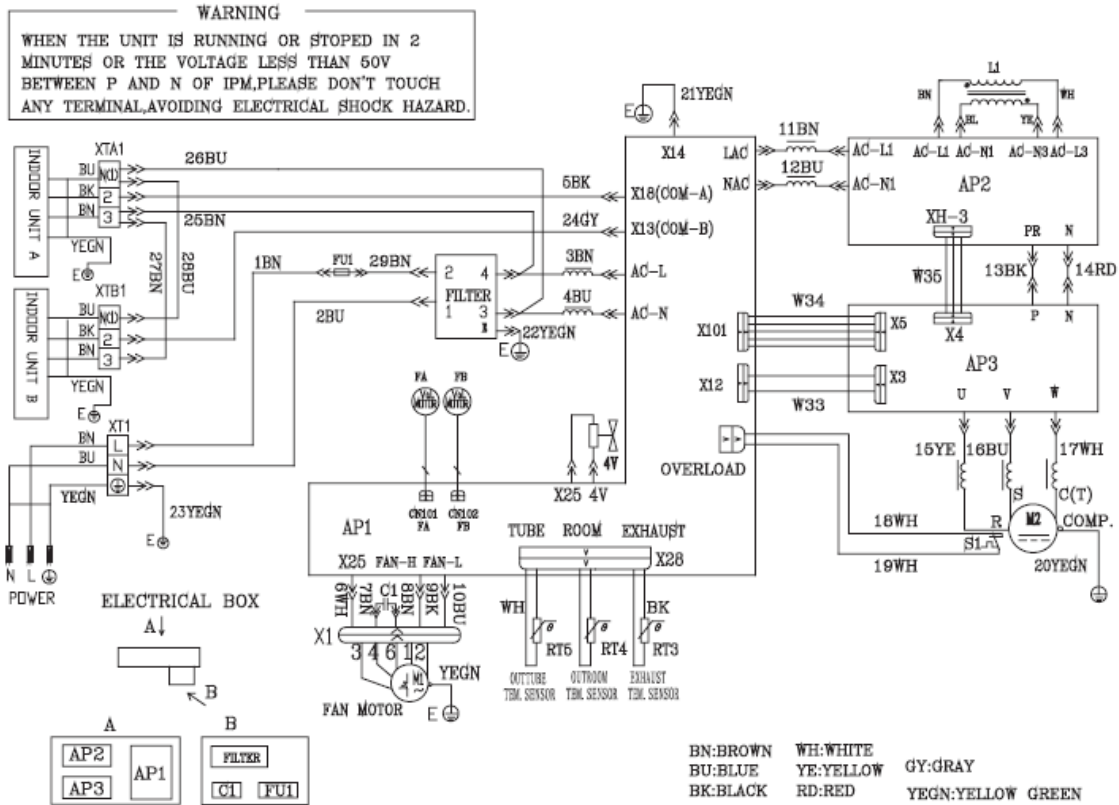 WARNING
WHEN THE UNIT IS RUNNING OR STOPED IN 2
MINUTES OR THE VOLTAGE LESS THAN 50V
BETWEEN P AND N OF IPM,PLEASE DON'T TOUCH
ANY TERMINAL,AVOIDING ELECTRICAL SHOCK HAZARD.
L1
BN
WH
BL
YE
AC-L1 AC-N1 AC-N3 AC-L3
E
21YEGN
X14
LAC
11BN
AC-L1
NAC
12BU
AC-N1
AP2
XH-3
PR
N
W35
13BK
14RD
INDOOR UNIT A
XTA1
BU
N(1)
BK
2
BN
3
YEGN
E
26BU
5BK
X18(COM-A)
25BN
24GY
X13(COM-B)
27BN
28BU
1BN
FU1
29BN
2
4
FILTER
1
3
E
3BN
AC-L
4BU
AC-N
2BU
22YEGN
E
INDOOR UNIT B
XTB1
BU
N(1)
BK
2
BN
3
YEGN
E
W34
X101
X5
X4
P
N
AP3
X12
X3
W33
U
V
W
FA
FB
MOTOR
MOTOR
CN101
FA
CN102
FB
4V
X25
4V
OVERLOAD
15YE
16BU
17WH
S
C(T)
R
M2
COMP.
S1
18WH
19WH
20YEGN
XT1
BN
L
BU
N
YEGN
23YEGN
E
N
L
POWER
AP1
X25
FAN-H
FAN-L
TUBE
ROOM
EXHAUST
X28
6WH
7BN
C1
8BN
9BK
10BU
X1
3
4
6
1
2
M1
YEGN
E
FAN MOTOR
WH
BK
RT5
RT4
RT3
OUTTUBE
TEM. SENSOR
OUTROOM
TEM. SENSOR
EXHAUST
TEM. SENSOR
ELECTRICAL BOX
A
B
A
B
AP2
AP3
AP1
FILTER
C1
FU1
BN:BROWN
WH:WHITE
BU:BLUE
YE:YELLOW
GY:GRAY
BK:BLACK
RD:RED
YEGN:YELLOW GREEN